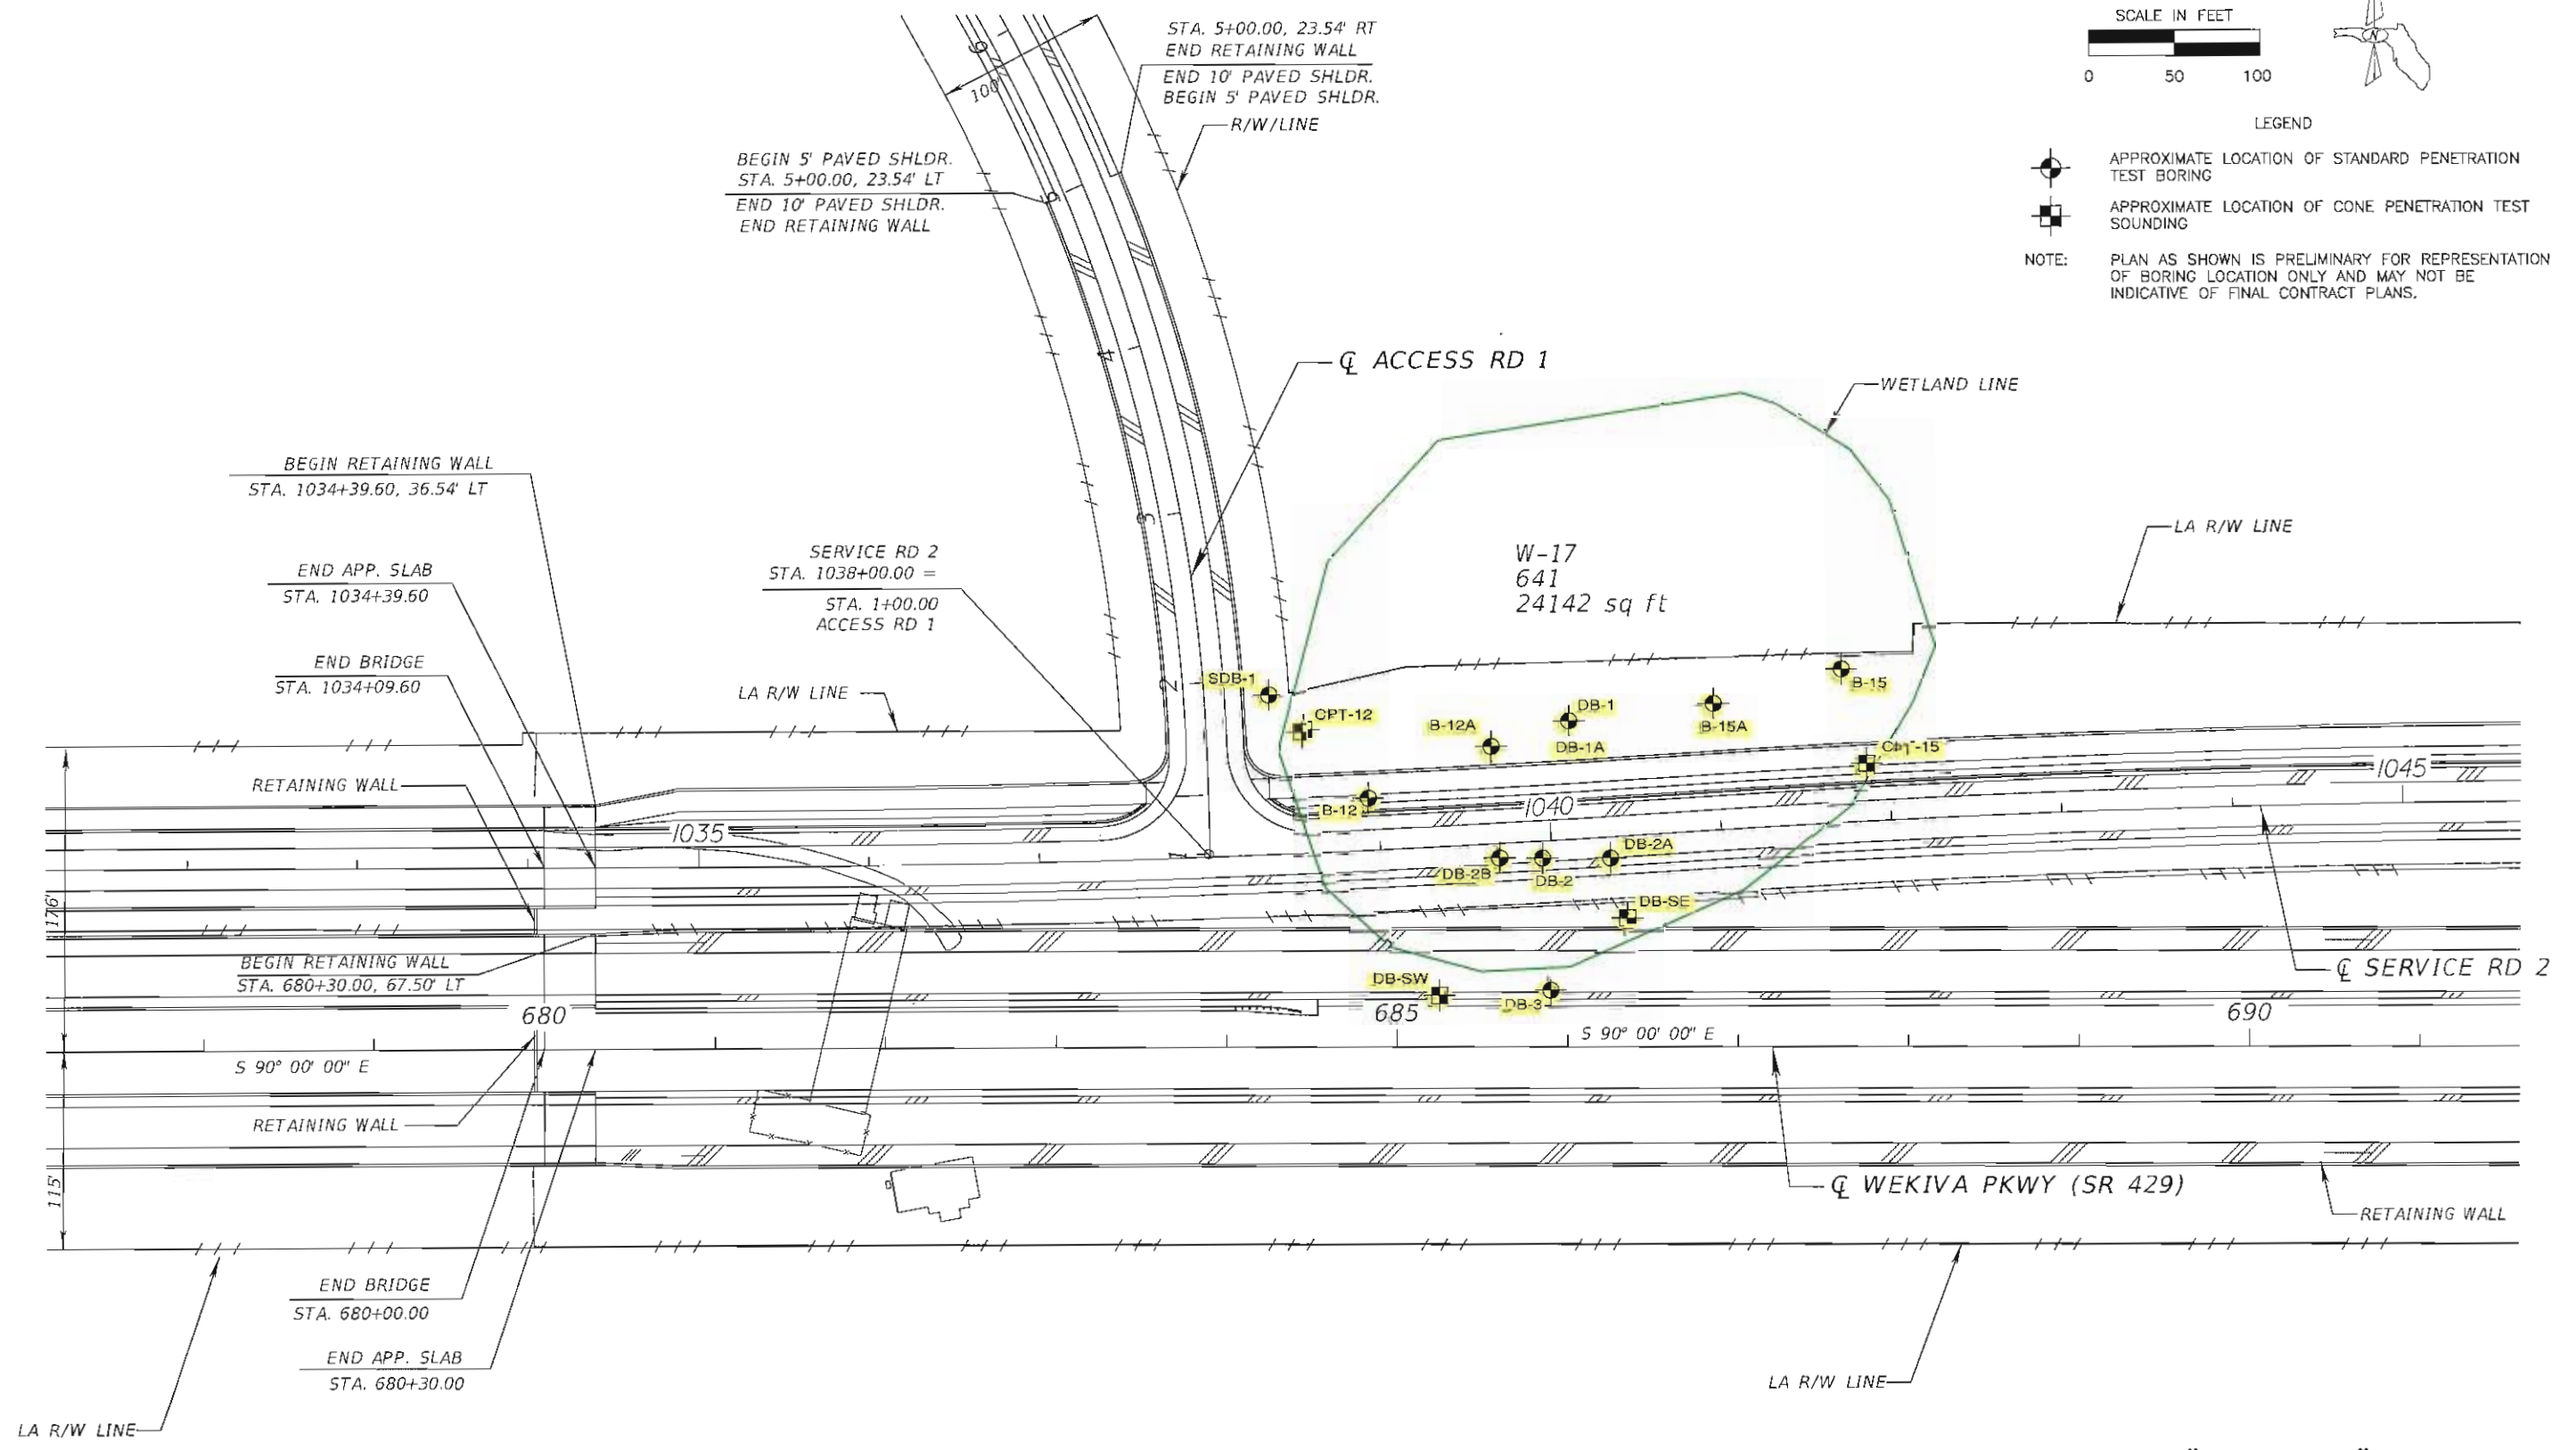 STA. 5+00.00, 23.54' RT
END RETAINING WALL
END 10' PAVED SHLDR.
BEGIN 5' PAVED SHLDR.
R/W/LINE
100'
6
BEGIN 5' PAVED SHLDR.
STA. 5+00.00, 23.54' LT
END 10' PAVED SHLDR.
END RETAINING WALL
5
SCALE IN FEET
0 50 100
N
LEGEND
APPROXIMATE LOCATION OF STANDARD PENETRATION
TEST BORING
APPROXIMATE LOCATION OF CONE PENETRATION TEST
SOUNDING
NOTE: PLAN AS SHOWN IS PRELIMINARY FOR REPRESENTATION
OF BORING LOCATION ONLY AND MAY NOT BE
INDICATIVE OF FINAL CONTRACT PLANS.
4
℄ ACCESS RD 1
WETLAND LINE
BEGIN RETAINING WALL
STA. 1034+39.60, 36.54' LT
3
LA R/W LINE
END APP. SLAB
STA. 1034+39.60
SERVICE RD 2
STA. 1038+00.00 =
STA. 1+00.00
ACCESS RD 1
W-17
641
24142 sq ft
END BRIDGE
STA. 1034+09.60
LA R/W LINE
2
SDB-1
CPT-12
B-12A
DB-1
DB-1A
B-15A
B-15
CPT-15
RETAINING WALL
1035
B-12
1040
1045
1
DB-2B
DB-2
DB-2A
DB-SE
176'
BEGIN RETAINING WALL
STA. 680+30.00, 67.50' LT
DB-SW
DB-3
℄ SERVICE RD 2
680
685
690
S 90° 00' 00" E
S 90° 00' 00" E
RETAINING WALL
115'
℄ WEKIVA PKWY (SR 429)
RETAINING WALL
END BRIDGE
STA. 680+00.00
END APP. SLAB
STA. 680+30.00
LA R/W LINE
LA R/W LINE